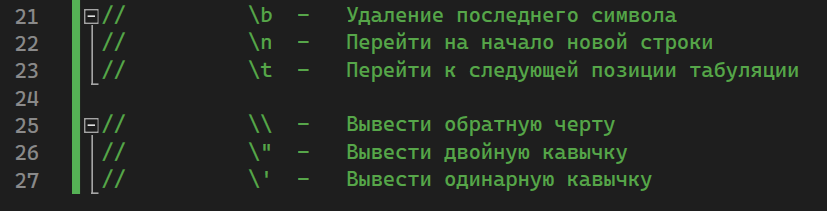 21 // \b – Удаление последнего символа
22 // \n – Перейти на начало новой строки
23 // \t – Перейти к следующей позиции табуляции
24
25 // \\ – Вывести обратную черту
26 // \" – Вывести двойную кавычку
27 // \' – Вывести одинарную кавычку